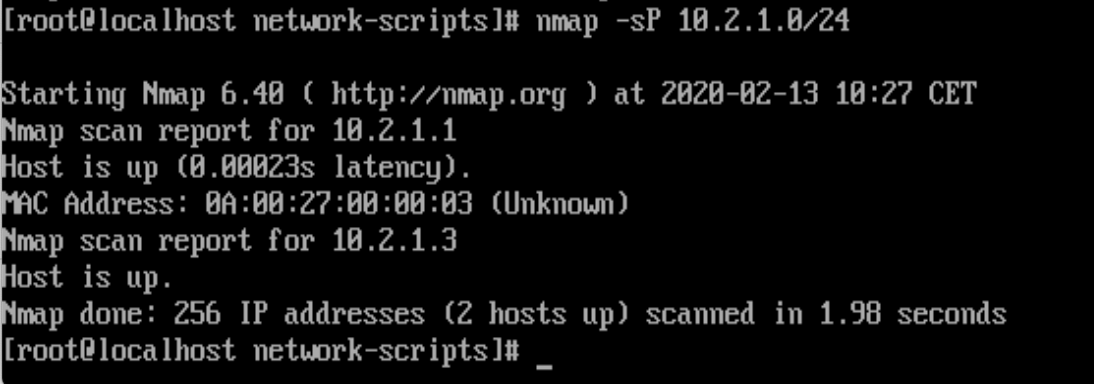 [root@localhost network-scripts]# nmap -sP 10.2.1.0/24
Starting Nmap 6.40 ( http://nmap.org ) at 2020-02-13 10:27 CET
Nmap scan report for 10.2.1.1
Host is up (0.00023s latency).
MAC Address: 0A:00:27:00:00:03 (Unknown)
Nmap scan report for 10.2.1.3
Host is up.
Nmap done: 256 IP addresses (2 hosts up) scanned in 1.98 seconds
[root@localhost network-scripts]# _